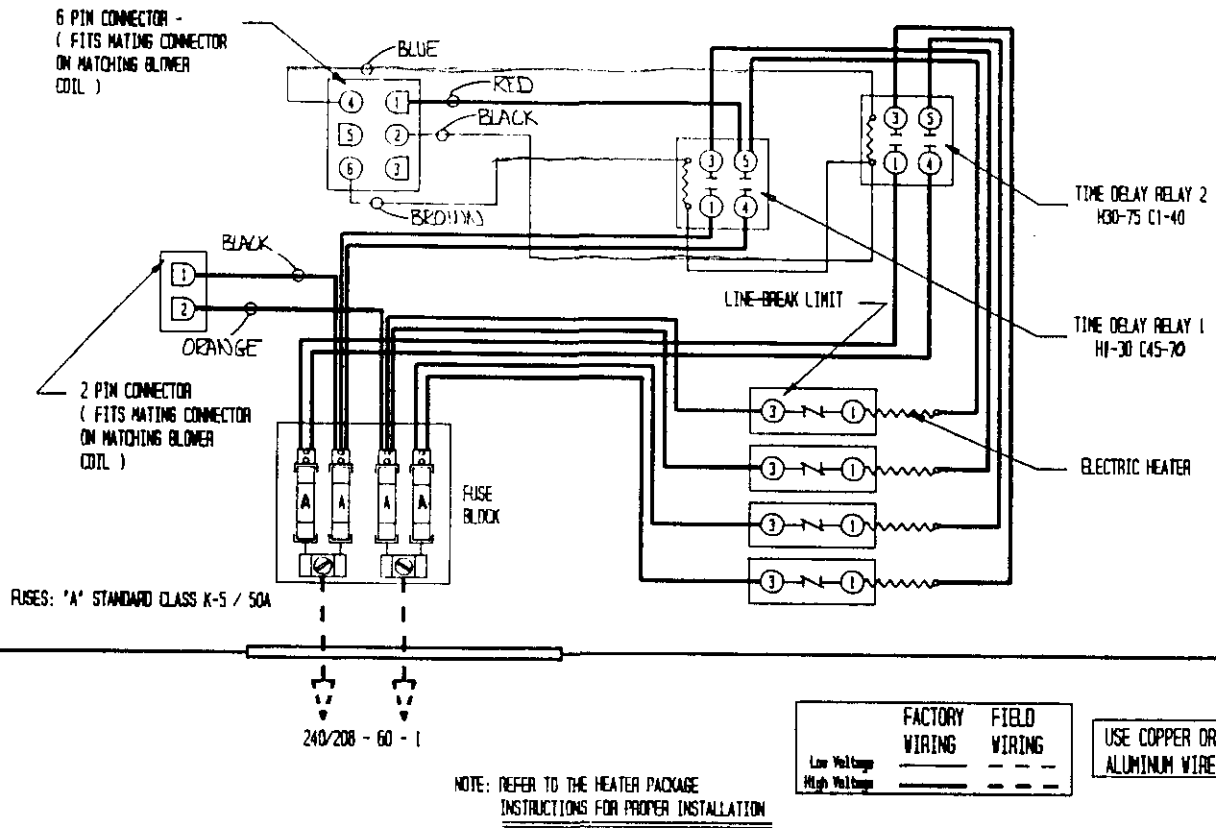 6 PIN CONNECTOR -
( FITS MATING CONNECTOR
ON MATCHING BLOWER
COIL )
BLUE
RED
BLACK
BROWN
4 1
5 2
6 3
3 5
1 4
3 5
1 4
TIME DELAY RELAY 2
H30-75 C1-40
BLACK
1
2
ORANGE
LINE-BREAK LIMIT
TIME DELAY RELAY 1
H1-30 C45-70
2 PIN CONNECTOR
( FITS MATING CONNECTOR
ON MATCHING BLOWER
COIL )
3 1
3 1
3 1
3 1
ELECTRIC HEATER
A A A A
FUSE
BLOCK
FUSES: "A" STANDARD CLASS K-5 / 50A
240/208 - 60 - 1
FACTORY FIELD
WIRING WIRING
Low Voltage
High Voltage
USE COPPER OR
ALUMINUM WIRE
NOTE: REFER TO THE HEATER PACKAGE
INSTRUCTIONS FOR PROPER INSTALLATION